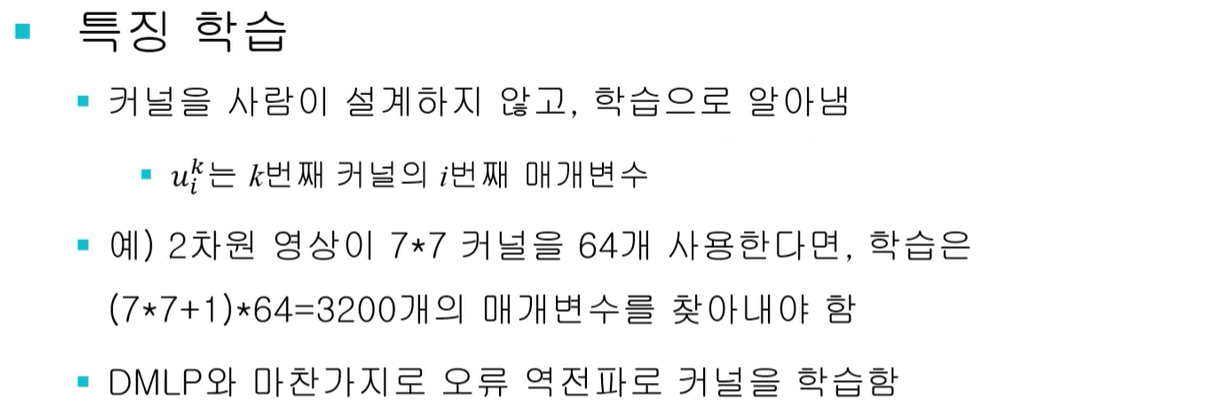 특징 학습
커널을 사람이 설계하지 않고, 학습으로 알아냄
$u_i^k$는 k번째 커널의 i번째 매개변수
예) 2차원 영상이 7*7 커널을 64개 사용한다면, 학습은
(7*7+1)*64=3200개의 매개변수를 찾아내야 함
DMLP와 마찬가지로 오류 역전파로 커널을 학습함